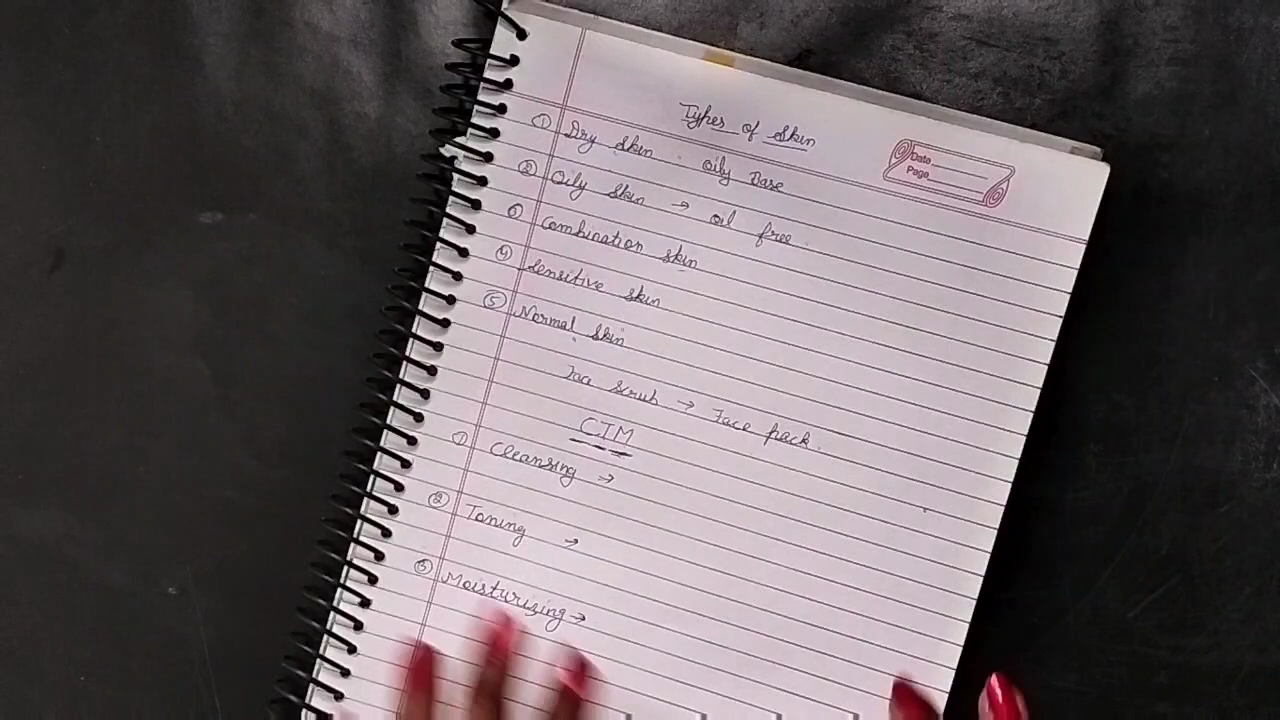 Types of Skin
Date
Page
① Dry Skin Oily Base
② Oily Skin → oil free
③ Combination skin
④ Sensitive skin
⑤ Normal Skin
Face scrub → Face pack.
CTM
① Cleansing →
② Toning →
③ Moisturizing →